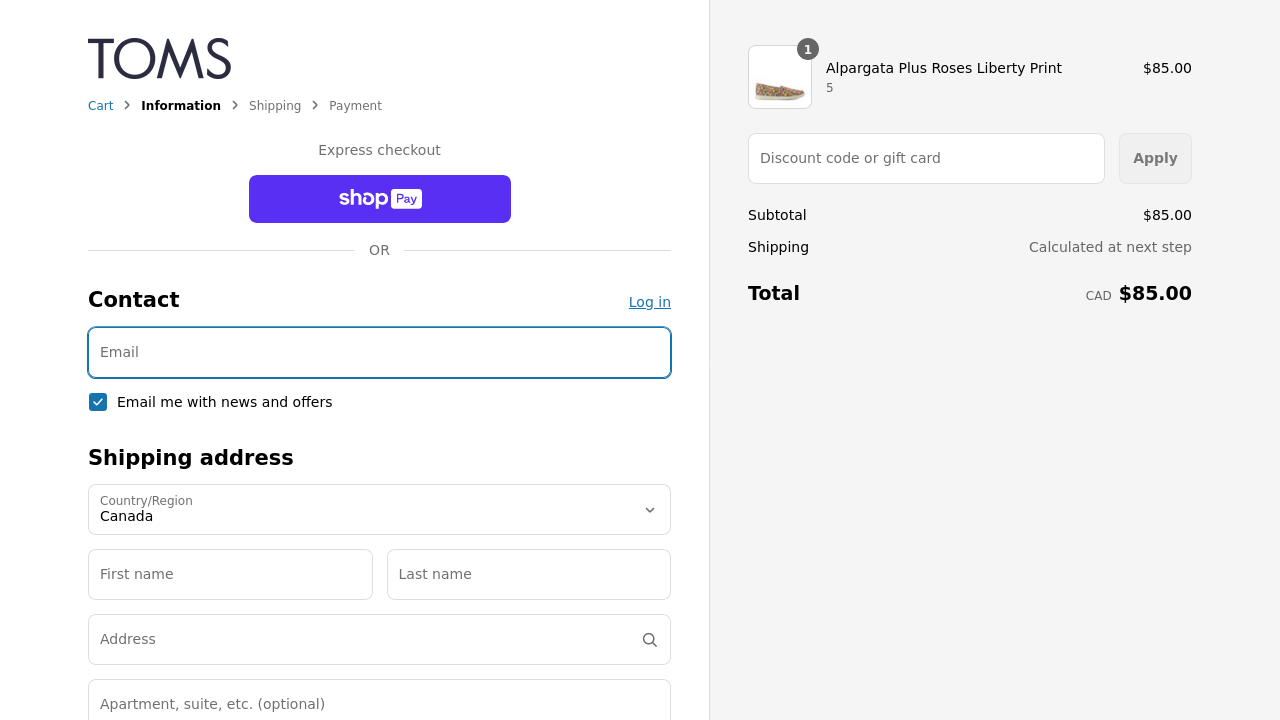 TOMS
Cart > Information > Shipping > Payment
Express checkout
shop Pay
OR
Contact
Log in
Email
Email me with news and offers
Shipping address
Country/Region
Canada
First name
Last name
Address
Apartment, suite, etc. (optional)
1
Alpargata Plus Roses Liberty Print
$85.00
5
Discount code or gift card
Apply
Subtotal
$85.00
Shipping
Calculated at next step
Total
CAD $85.00